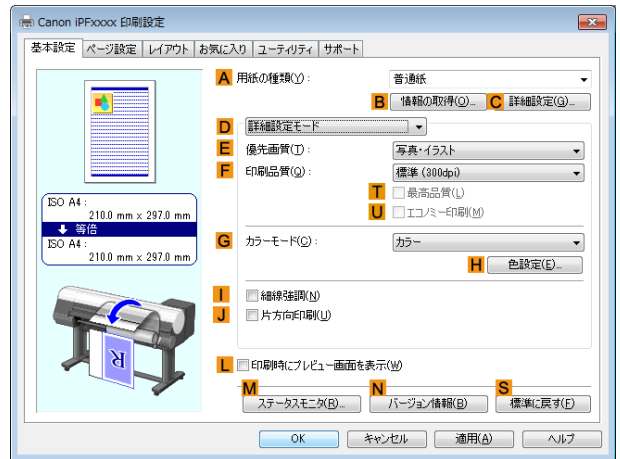 Canon iPFxxxx 印刷設定
基本設定 ページ設定 レイアウト お気に入り ユーティリティ サポート
A 用紙の種類(Y): 普通紙
B 情報の取得(O)... C 詳細設定(G)...
D 詳細設定モード
E 優先画質(T): 写真・イラスト
F 印刷品質(Q): 標準 (300dpi)
T 最高品質(L)
U エコノミー印刷(M)
ISO A4 :
210.0 mm × 297.0 mm
等倍
ISO A4 :
210.0 mm × 297.0 mm
G カラーモード(C): カラー
H 色設定(E)...
I 細線強調(N)
J 片方向印刷(U)
R
L 印刷時にプレビュー画面を表示(W)
M N S
ステータスモニタ(R)... バージョン情報(B) 標準に戻す(F)
OK キャンセル 適用(A) ヘルプ